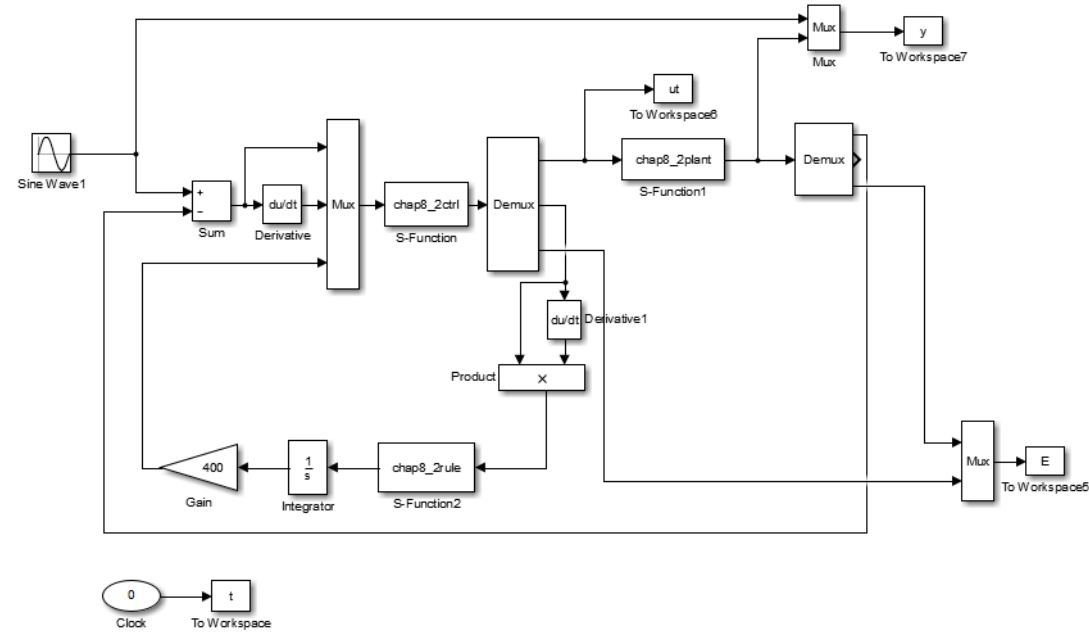 Mux
Mux
y
To Workspace7
ut
To Workspace6
Sine Wave1
+
−
Sum
du/dt
Derivative
Mux
chap8_2ctrl
S-Function
Demux
chap8_2plant
S-Function1
Demux
du/dt
Derivative1
Product
×
400
Gain
1
s
Integrator
chap8_2rule
S-Function2
Mux
E
To Workspace5
0
Clock
t
To Workspace